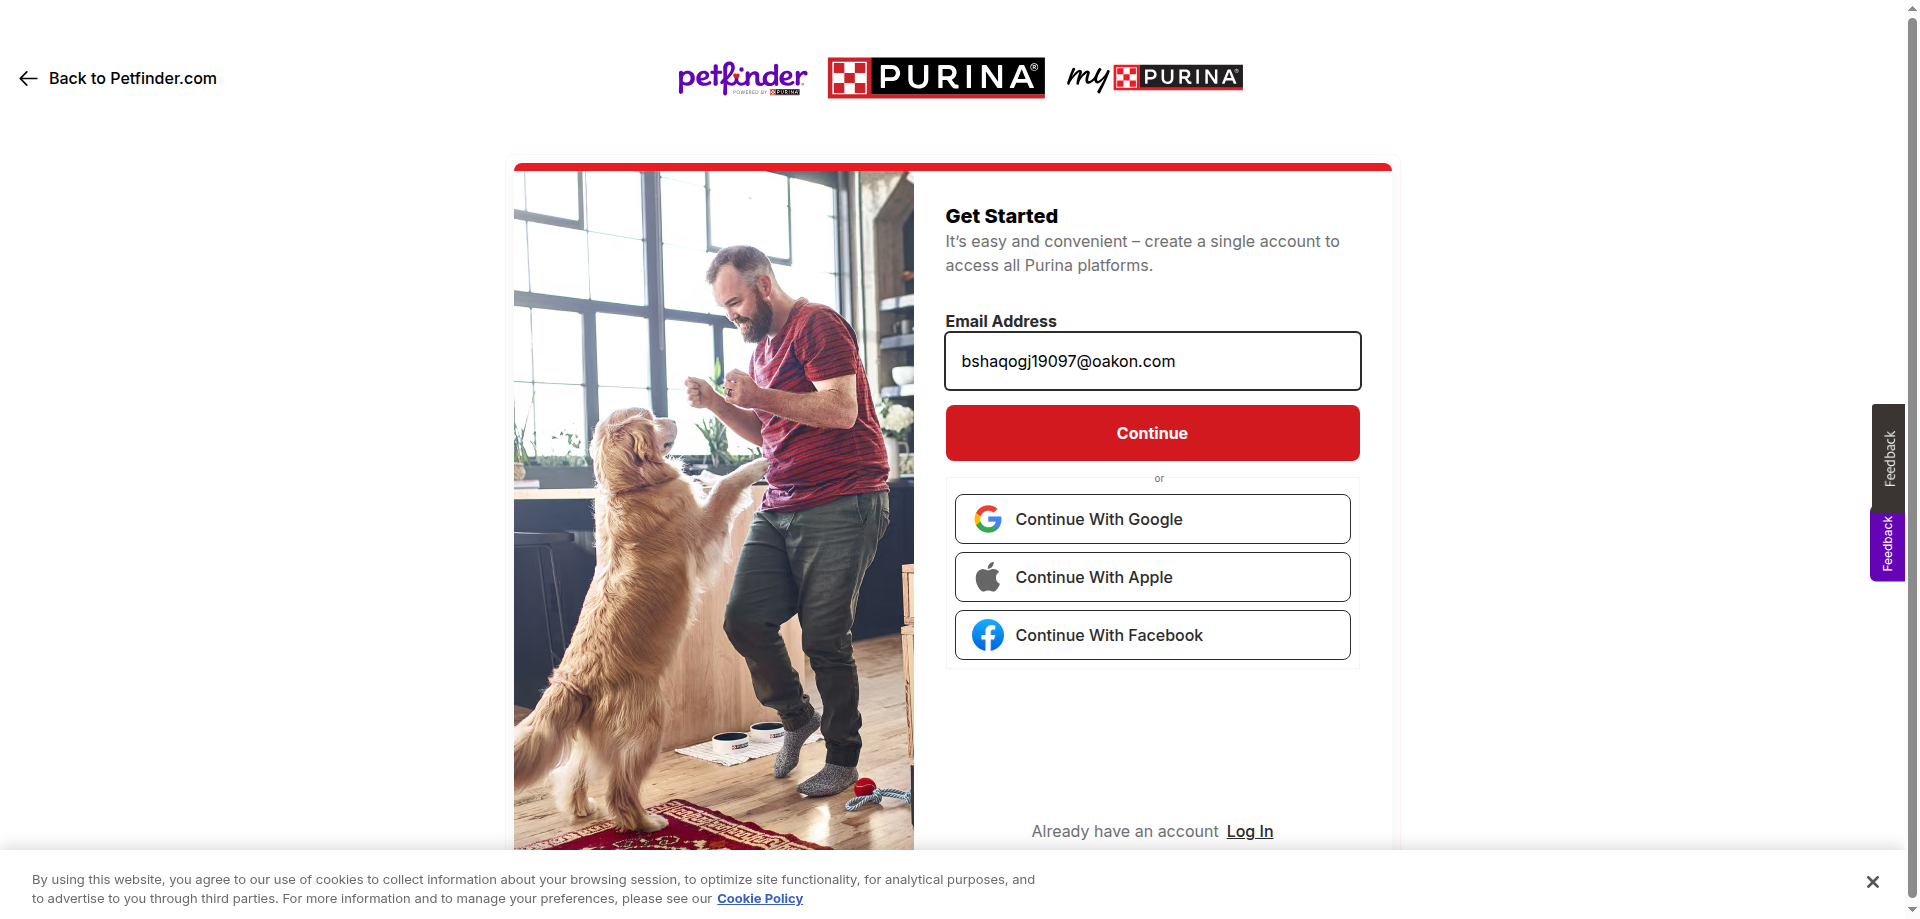 Back to Petfinder.com
petfinder
POWERED BY PURINA
PURINA®
my PURINA®
Get Started
It's easy and convenient – create a single account to
access all Purina platforms.
Email Address
bshaqogj19097@oakon.com
Continue
or
Continue With Google
Continue With Apple
Continue With Facebook
Already have an account Log In
Feedback
Feedback
By using this website, you agree to our use of cookies to collect information about your browsing session, to optimize site functionality, for analytical purposes, and
to advertise to you through third parties. For more information and to manage your preferences, please see our Cookie Policy